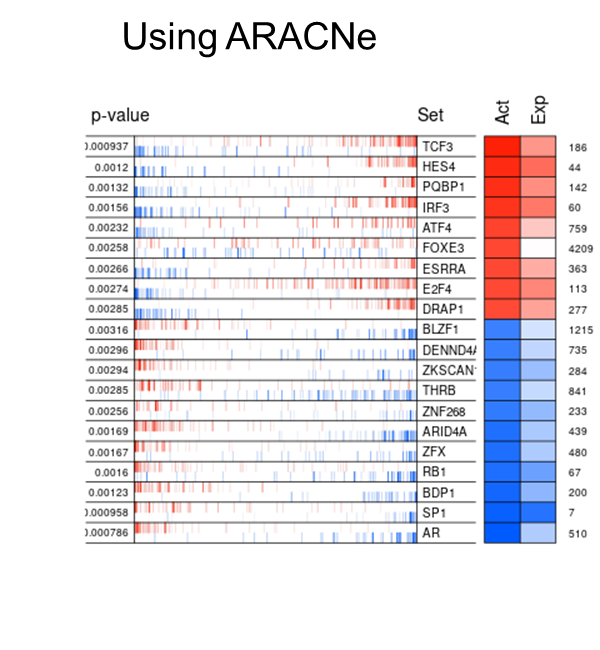 Using ARACNe
p-value Set Act Exp
0.000937 TCF3 186
0.0012 HES4 44
0.00132 PQBP1 142
0.00156 IRF3 60
0.00232 ATF4 759
0.00258 FOXE3 4209
0.00266 ESRRA 363
0.00274 E2F4 113
0.00285 DRAP1 277
0.00316 BLZF1 1215
0.00296 DENND4A 735
0.00294 ZKSCAN 284
0.00285 THRB 841
0.00256 ZNF268 233
0.00169 ARID4A 439
0.00167 ZFX 480
0.0016 RB1 67
0.00123 BDP1 200
0.000958 SP1 7
0.000786 AR 510